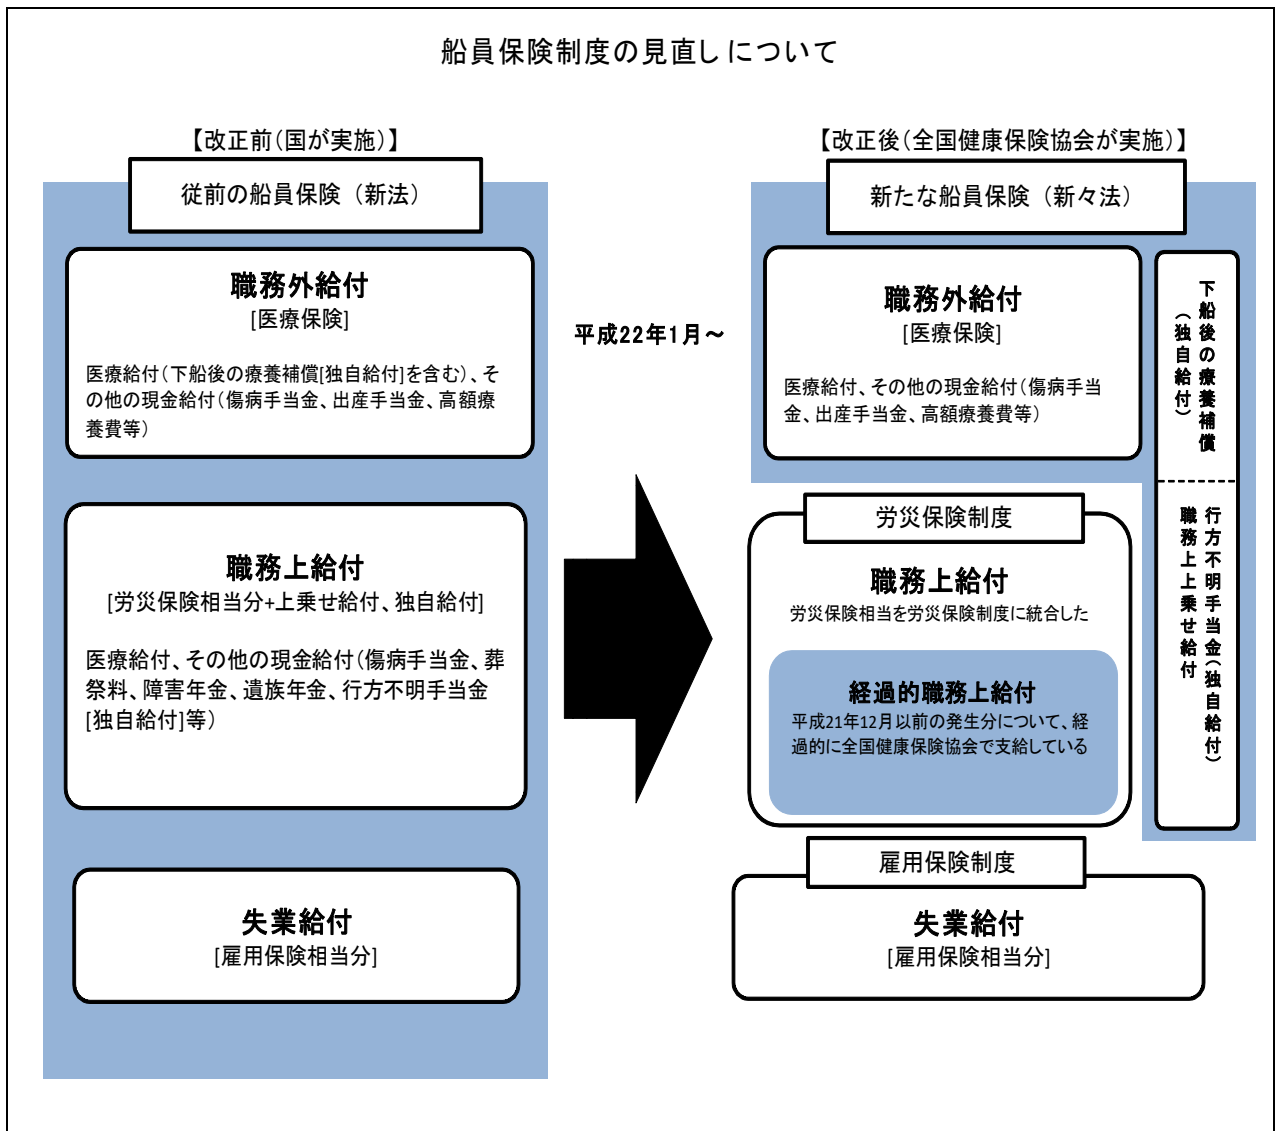 船員保険制度の見直しについて
【改正前（国が実施）】
従前の船員保険（新法）
職務外給付
[医療保険]
医療給付（下船後の療養補償[独自給付]を含む）、そ
の他の現金給付（傷病手当金、出産手当金、高額療
養費等）
職務上給付
[労災保険相当分+上乗せ給付、独自給付]
医療給付、その他の現金給付（傷病手当金、葬
祭料、障害年金、遺族年金、行方不明手当金
[独自給付]等）
失業給付
[雇用保険相当分]
平成22年1月～
【改正後（全国健康保険協会が実施）】
新たな船員保険（新々法）
職務外給付
[医療保険]
医療給付、その他の現金給付（傷病手当
金、出産手当金、高額療養費等）
下船後の療養補償
（独自給付）
労災保険制度
職務上給付
労災保険相当を労災保険制度に統合した
経過的職務上給付
平成21年12月以前の発生分について、経
過的に全国健康保険協会で支給している
行方不明手当金（独自給付）
職務上上乗せ給付
雇用保険制度
失業給付
[雇用保険相当分]